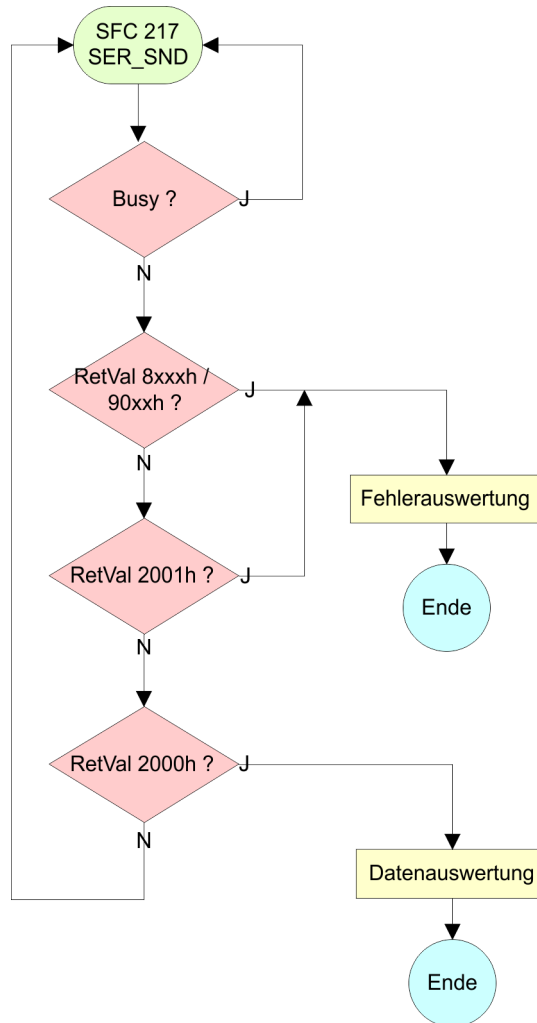 SFC 217
SER_SND
Busy ?
J
N
RetVal 8xxxh /
90xxh ?
J
N
Fehlerauswertung
RetVal 2001h ?
J
Ende
N
RetVal 2000h ?
J
N
Datenauswertung
Ende